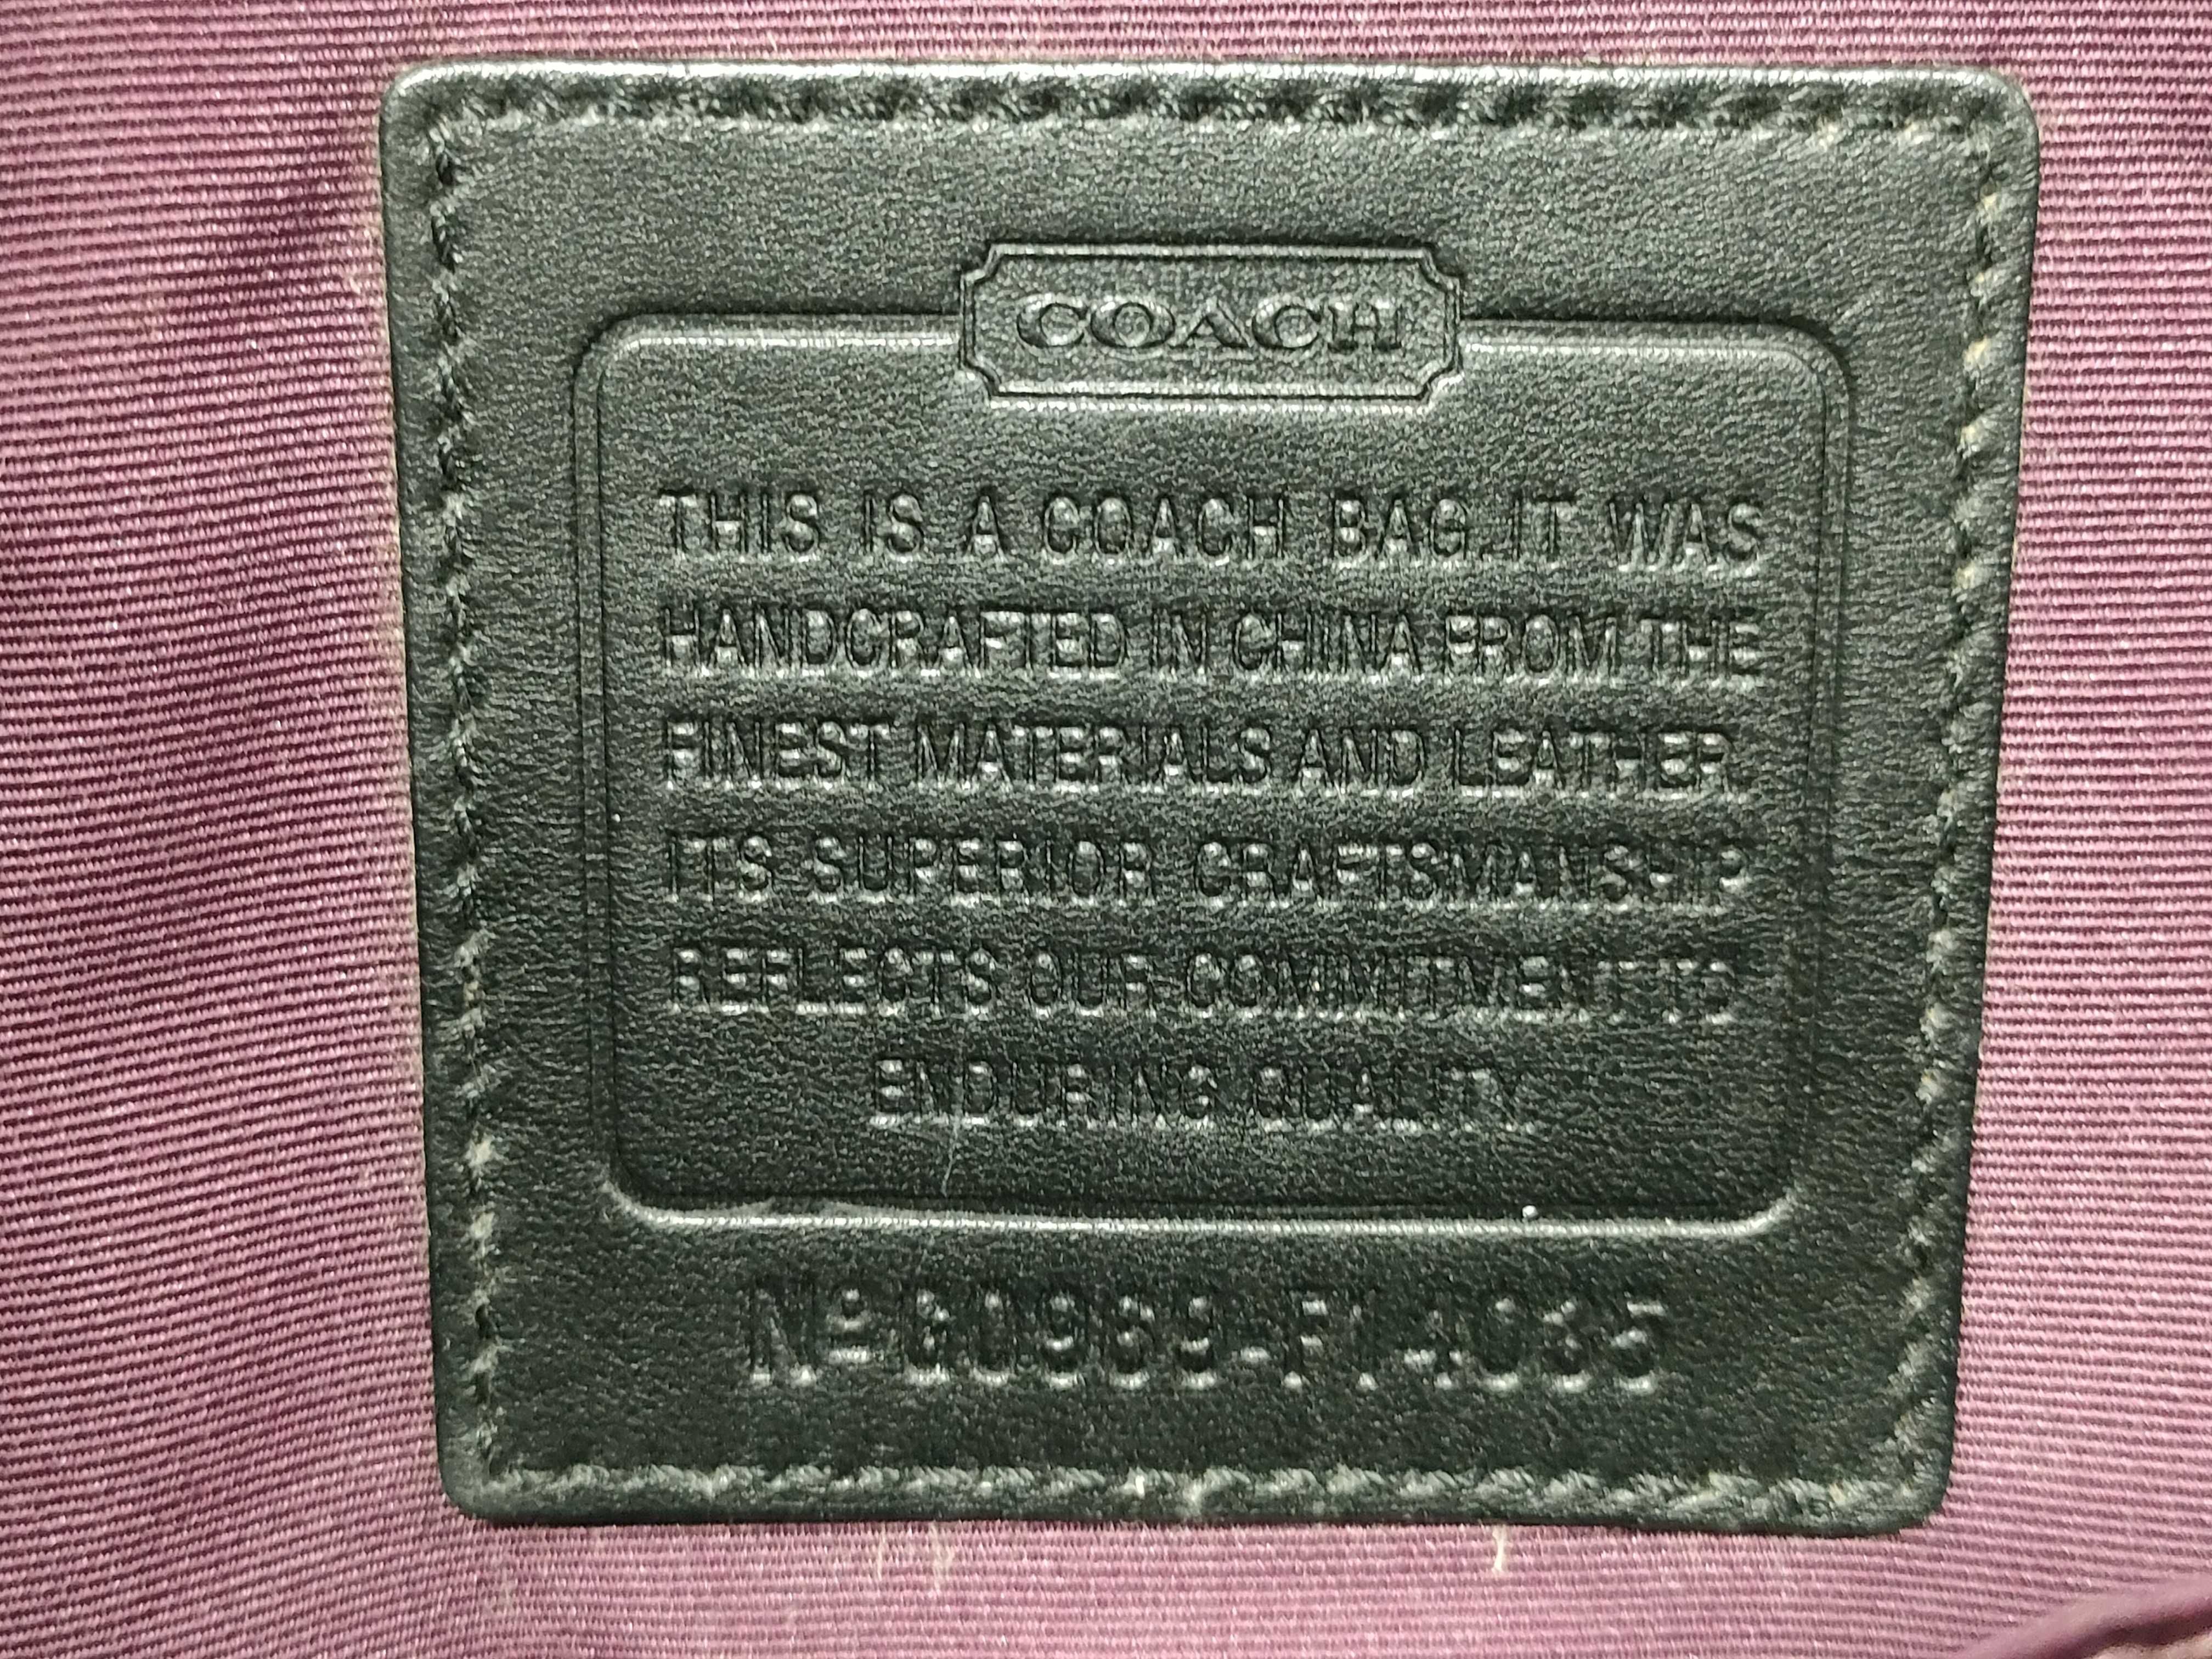 COACH
THIS IS A COACH BAG. IT WAS
HANDCRAFTED IN CHINA FROM THE
FINEST MATERIALS AND LEATHER.
ITS SUPERIOR CRAFTSMANSHIP
REFLECTS OUR COMMITMENT TO
ENDURING QUALITY.